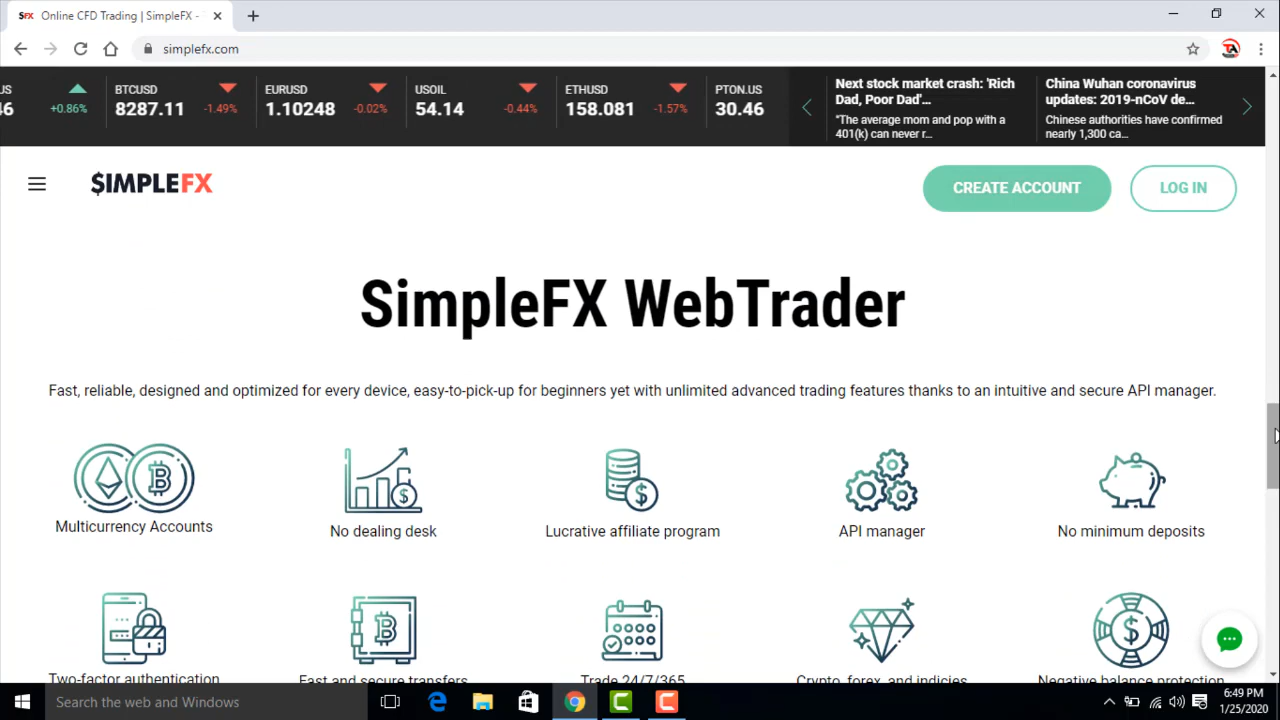 Online CFD Trading | SimpleFX -
simplefx.com
US
46
+0.86%
BTCUSD
8287.11
-1.49%
EURUSD
1.10248
-0.02%
USOIL
54.14
-0.44%
ETHUSD
158.081
-1.57%
PTON.US
30.46
Next stock market crash: 'Rich
Dad, Poor Dad'...
"The average mom and pop with a
401(k) can never r...
China Wuhan coronavirus
updates: 2019-nCoV de...
Chinese authorities have confirmed
nearly 1,300 ca...
$IMPLEFX
CREATE ACCOUNT
LOG IN
SimpleFX WebTrader
Fast, reliable, designed and optimized for every device, easy-to-pick-up for beginners yet with unlimited advanced trading features thanks to an intuitive and secure API manager.
Multicurrency Accounts
No dealing desk
Lucrative affiliate program
API manager
No minimum deposits
Two-factor authentication
Fast and secure transfers
Trade 24/7/365
Crypto, forex, and indicies
Negative balance protection
Search the web and Windows
6:49 PM
1/25/2020